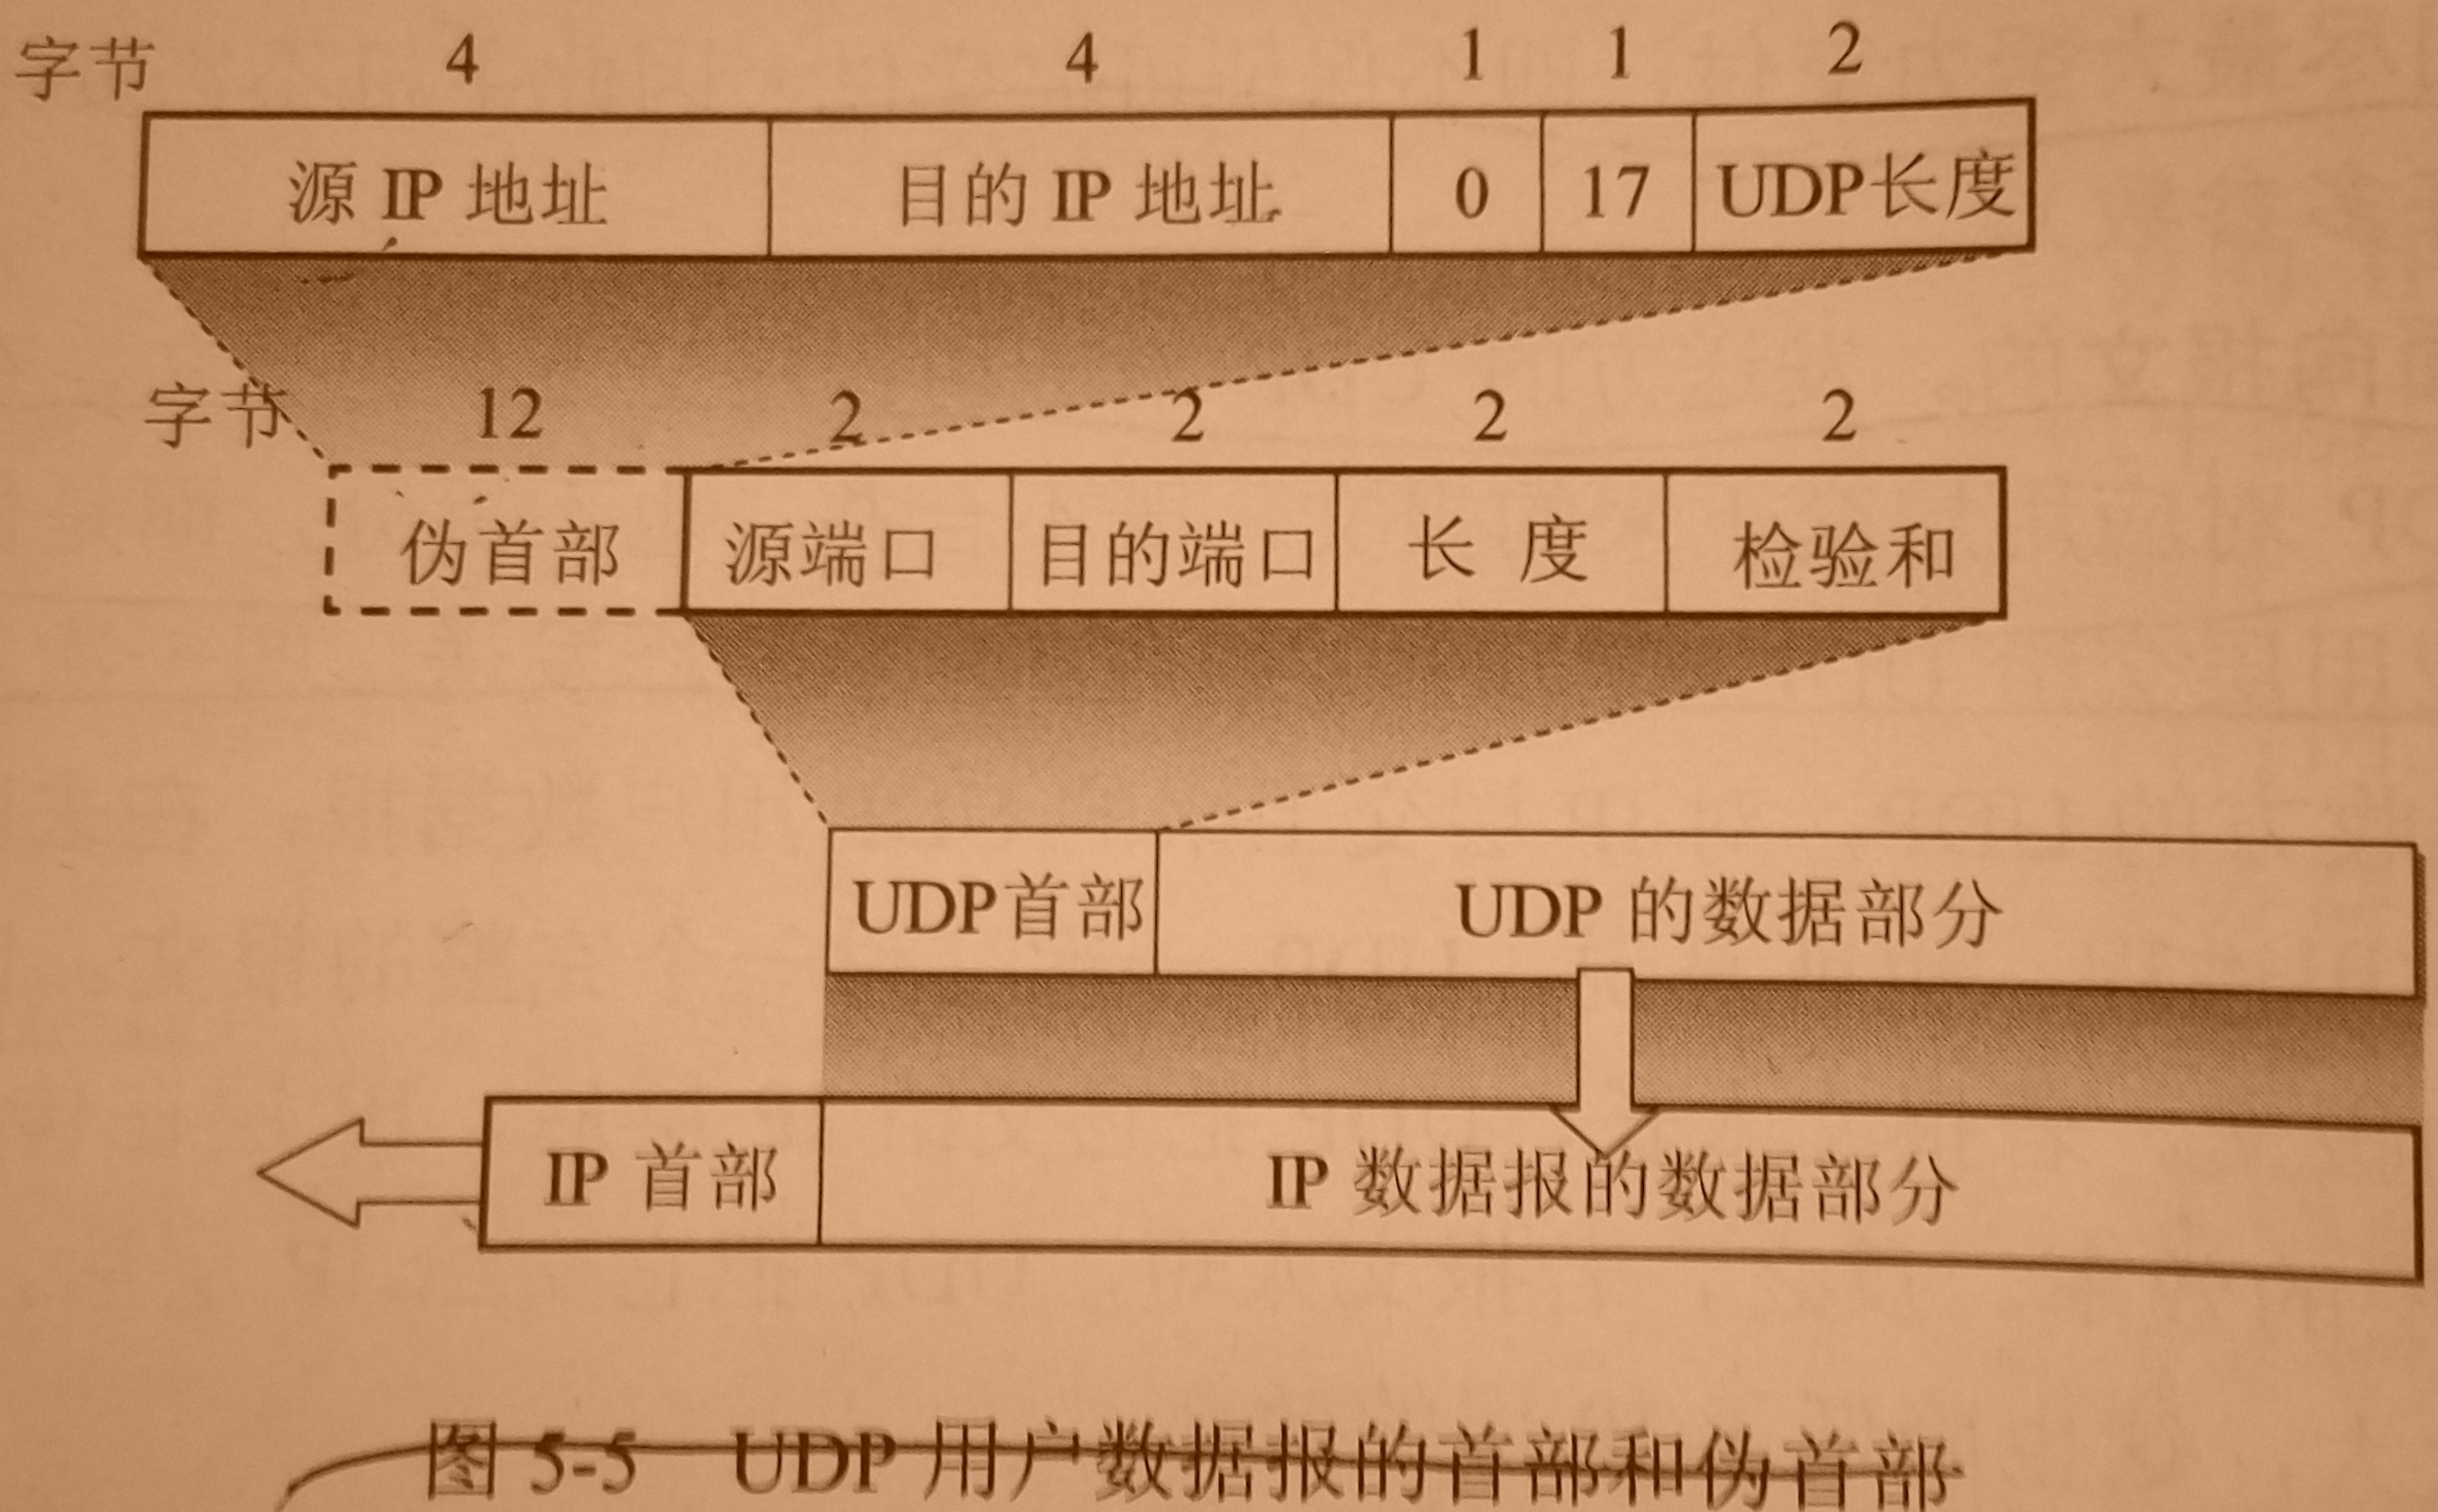 字节 4 4 1 1 2
源 IP 地址 目的 IP 地址 0 17 UDP长度
字节 12 2 2 2 2
伪首部 源端口 目的端口 长 度 检验和
UDP首部 UDP 的数据部分
IP 首部 IP 数据报的数据部分
图 5-5 UDP 用户数据报的首部和伪首部